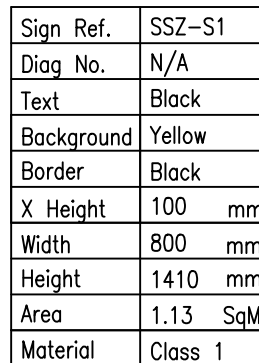 Sign Ref. SSZ-S1
Diag No. N/A
Text Black
Background Yellow
Border Black
X Height 100 mm
Width 800 mm
Height 1410 mm
Area 1.13 SqM
Material Class 1